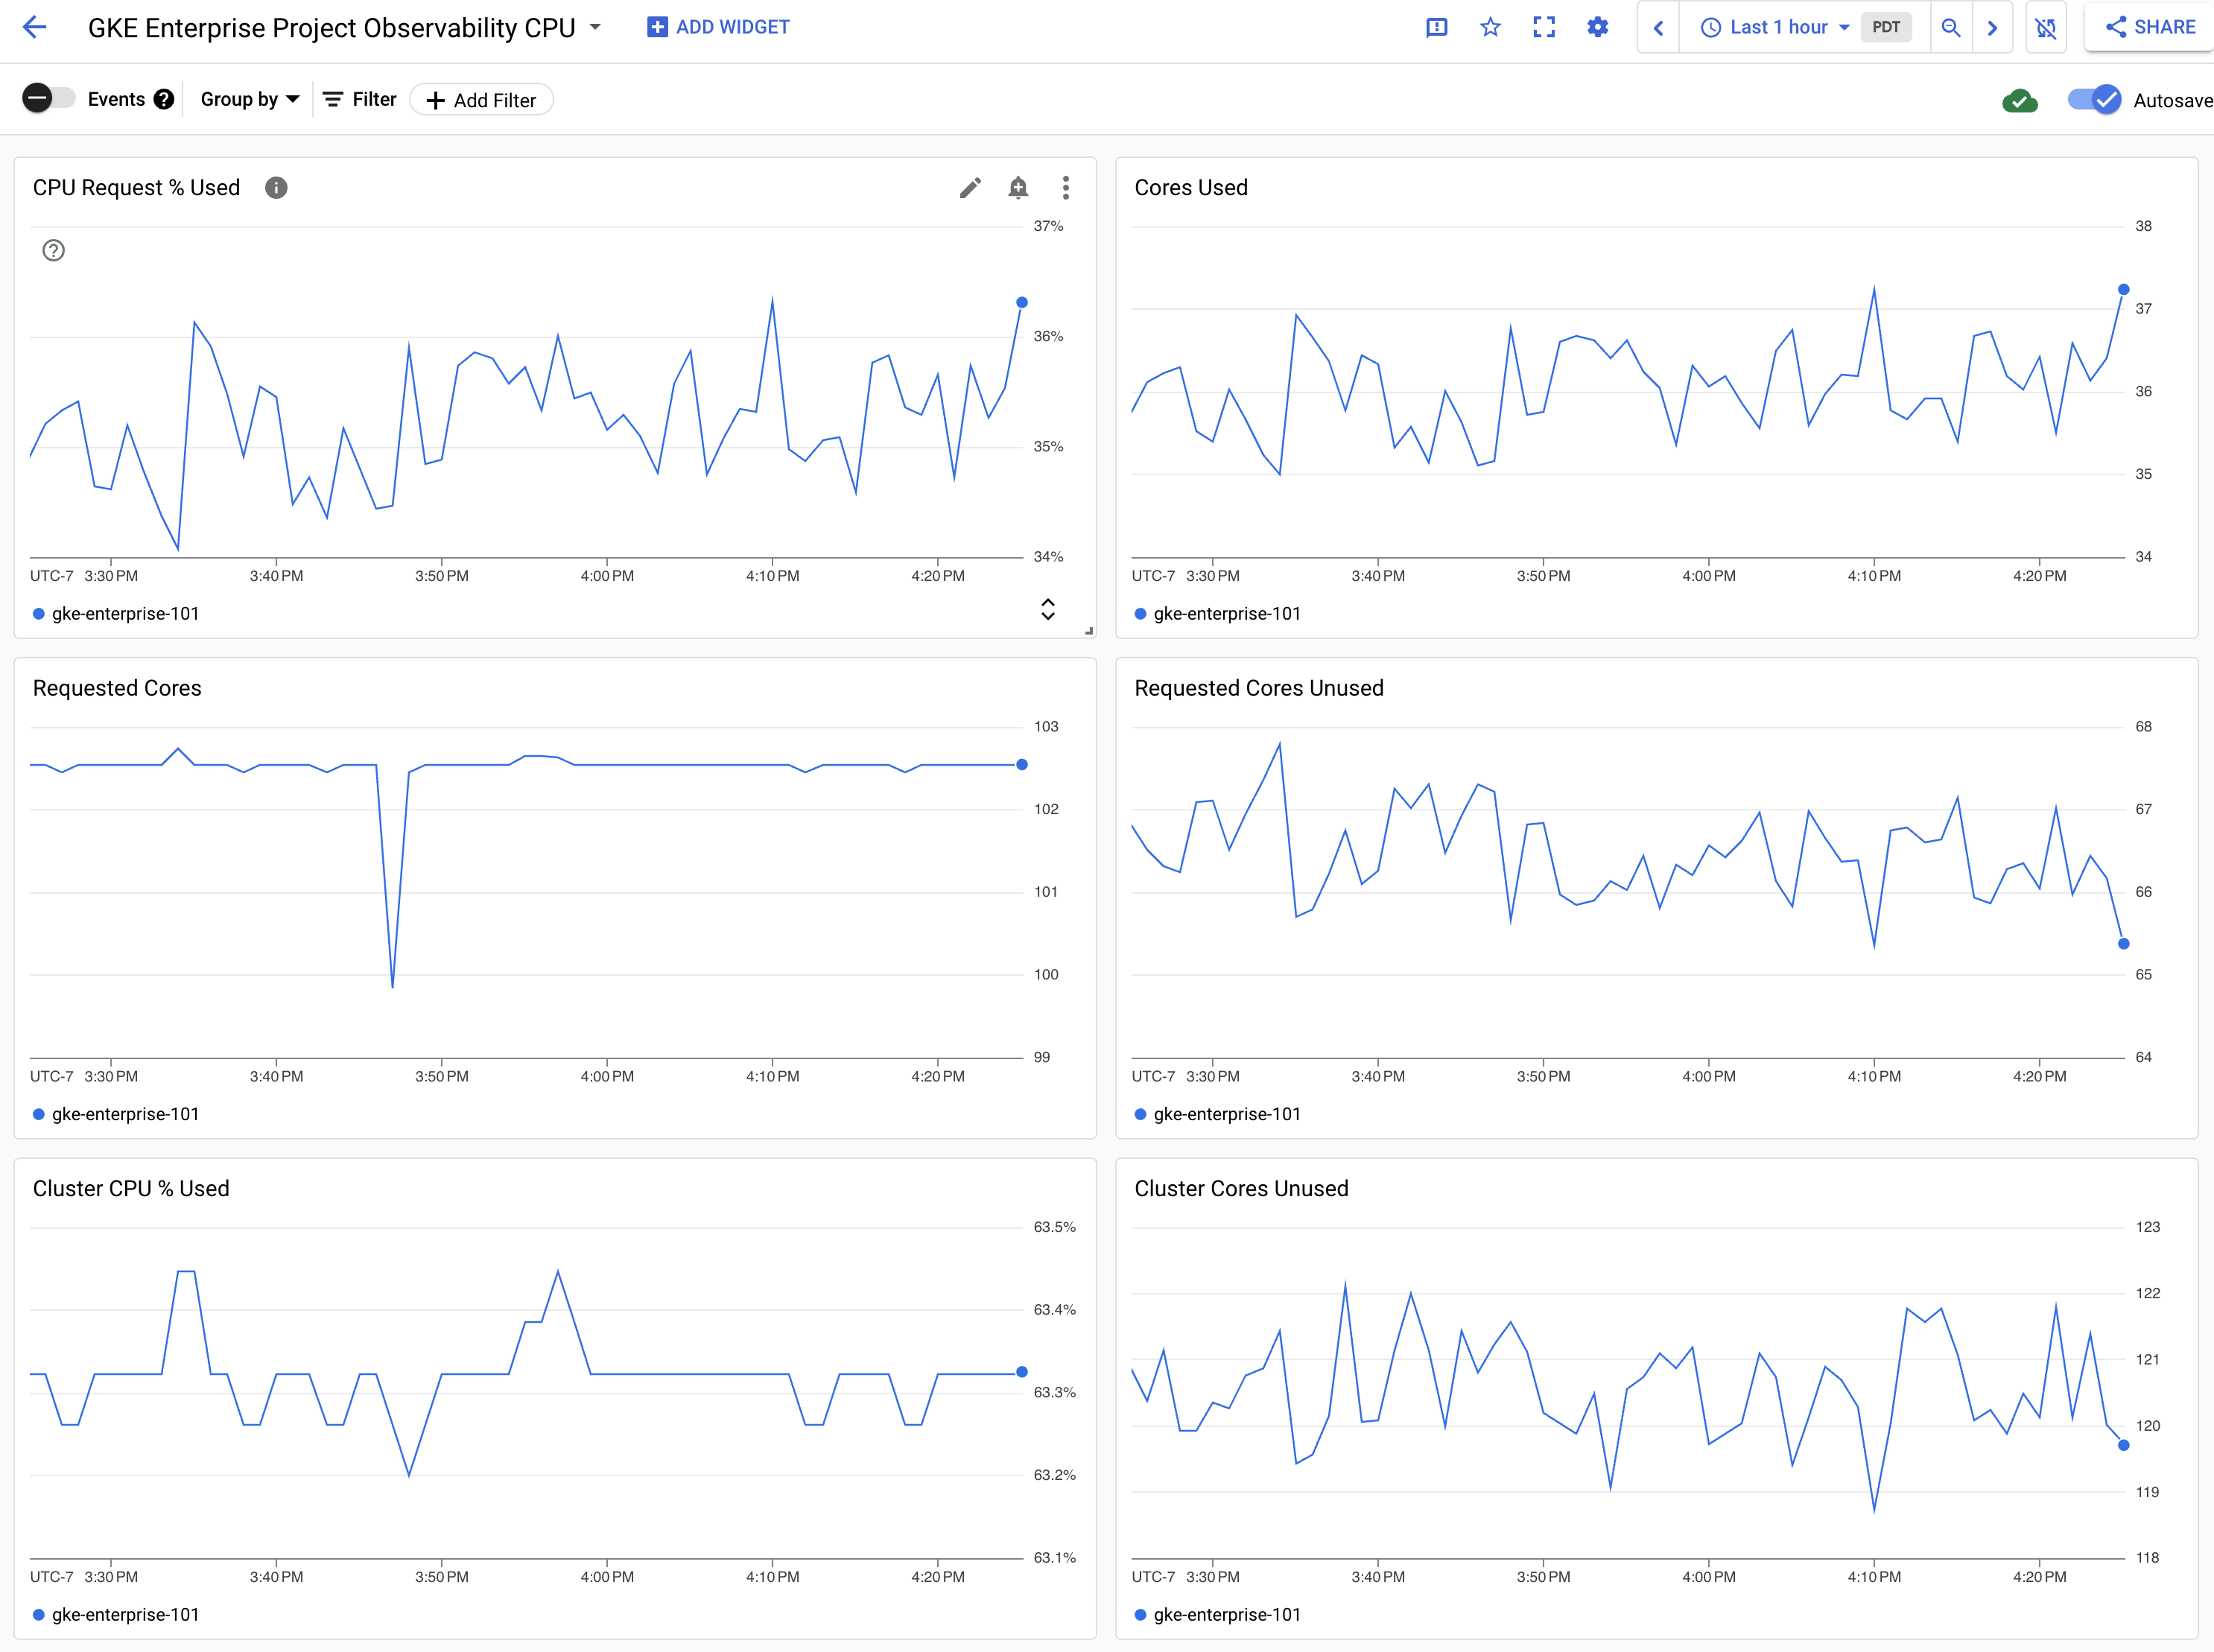 GKE Enterprise Project Observability CPU
ADD WIDGET
Last 1 hour
PDT
SHARE
Events
Group by
Filter
Add Filter
Autosave
CPU Request % Used
37%
36%
35%
34%
UTC-7 3:30 PM 3:40 PM 3:50 PM 4:00 PM 4:10 PM 4:20 PM
gke-enterprise-101
Cores Used
38
37
36
35
34
UTC-7 3:30 PM 3:40 PM 3:50 PM 4:00 PM 4:10 PM 4:20 PM
gke-enterprise-101
Requested Cores
103
102
101
100
99
UTC-7 3:30 PM 3:40 PM 3:50 PM 4:00 PM 4:10 PM 4:20 PM
gke-enterprise-101
Requested Cores Unused
68
67
66
65
64
UTC-7 3:30 PM 3:40 PM 3:50 PM 4:00 PM 4:10 PM 4:20 PM
gke-enterprise-101
Cluster CPU % Used
63.5%
63.4%
63.3%
63.2%
63.1%
UTC-7 3:30 PM 3:40 PM 3:50 PM 4:00 PM 4:10 PM 4:20 PM
gke-enterprise-101
Cluster Cores Unused
123
122
121
120
119
118
UTC-7 3:30 PM 3:40 PM 3:50 PM 4:00 PM 4:10 PM 4:20 PM
gke-enterprise-101